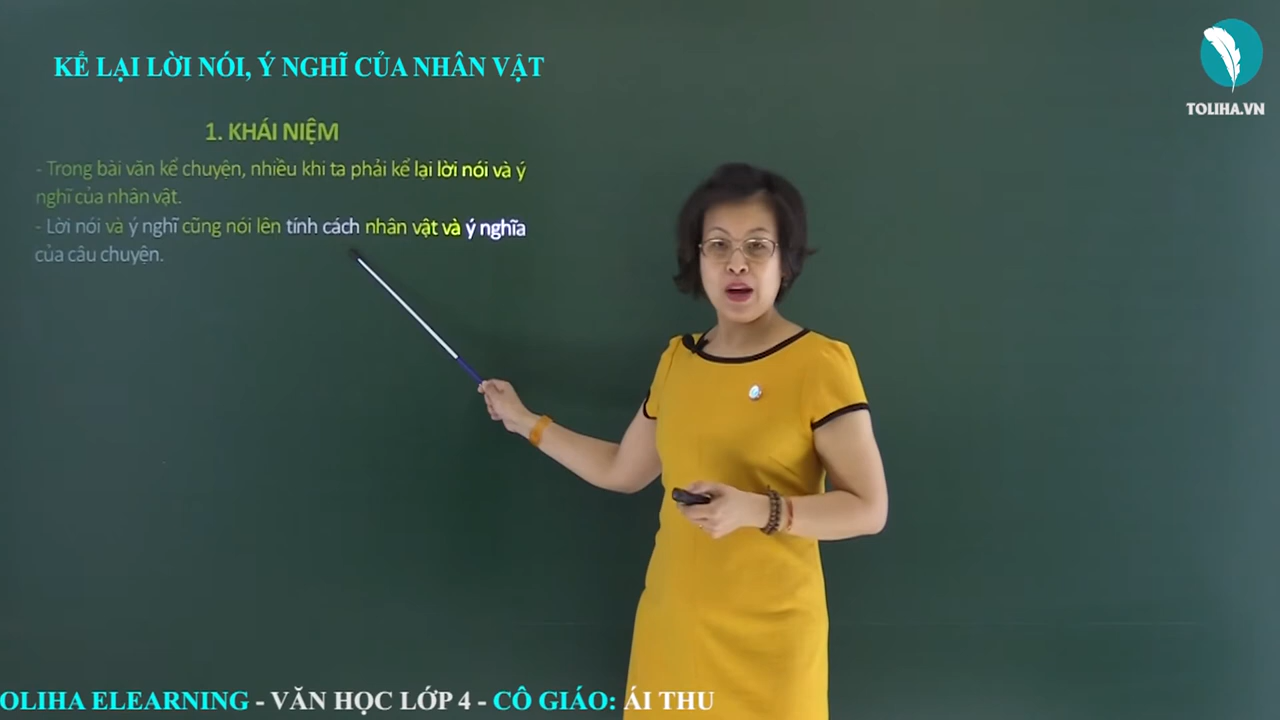 KỂ LẠI LỜI NÓI, Ý NGHĨ CỦA NHÂN VẬT
TOLIHA.VN
1. KHÁI NIỆM
- Trong bài văn kể chuyện, nhiều khi ta phải kể lại lời nói và ý
nghĩ của nhân vật.
- Lời nói và ý nghĩ cũng nói lên tính cách nhân vật và ý nghĩa
của câu chuyện.
OLIHA ELEARNING - VĂN HỌC LỚP 4 - CÔ GIÁO: ÁI THU